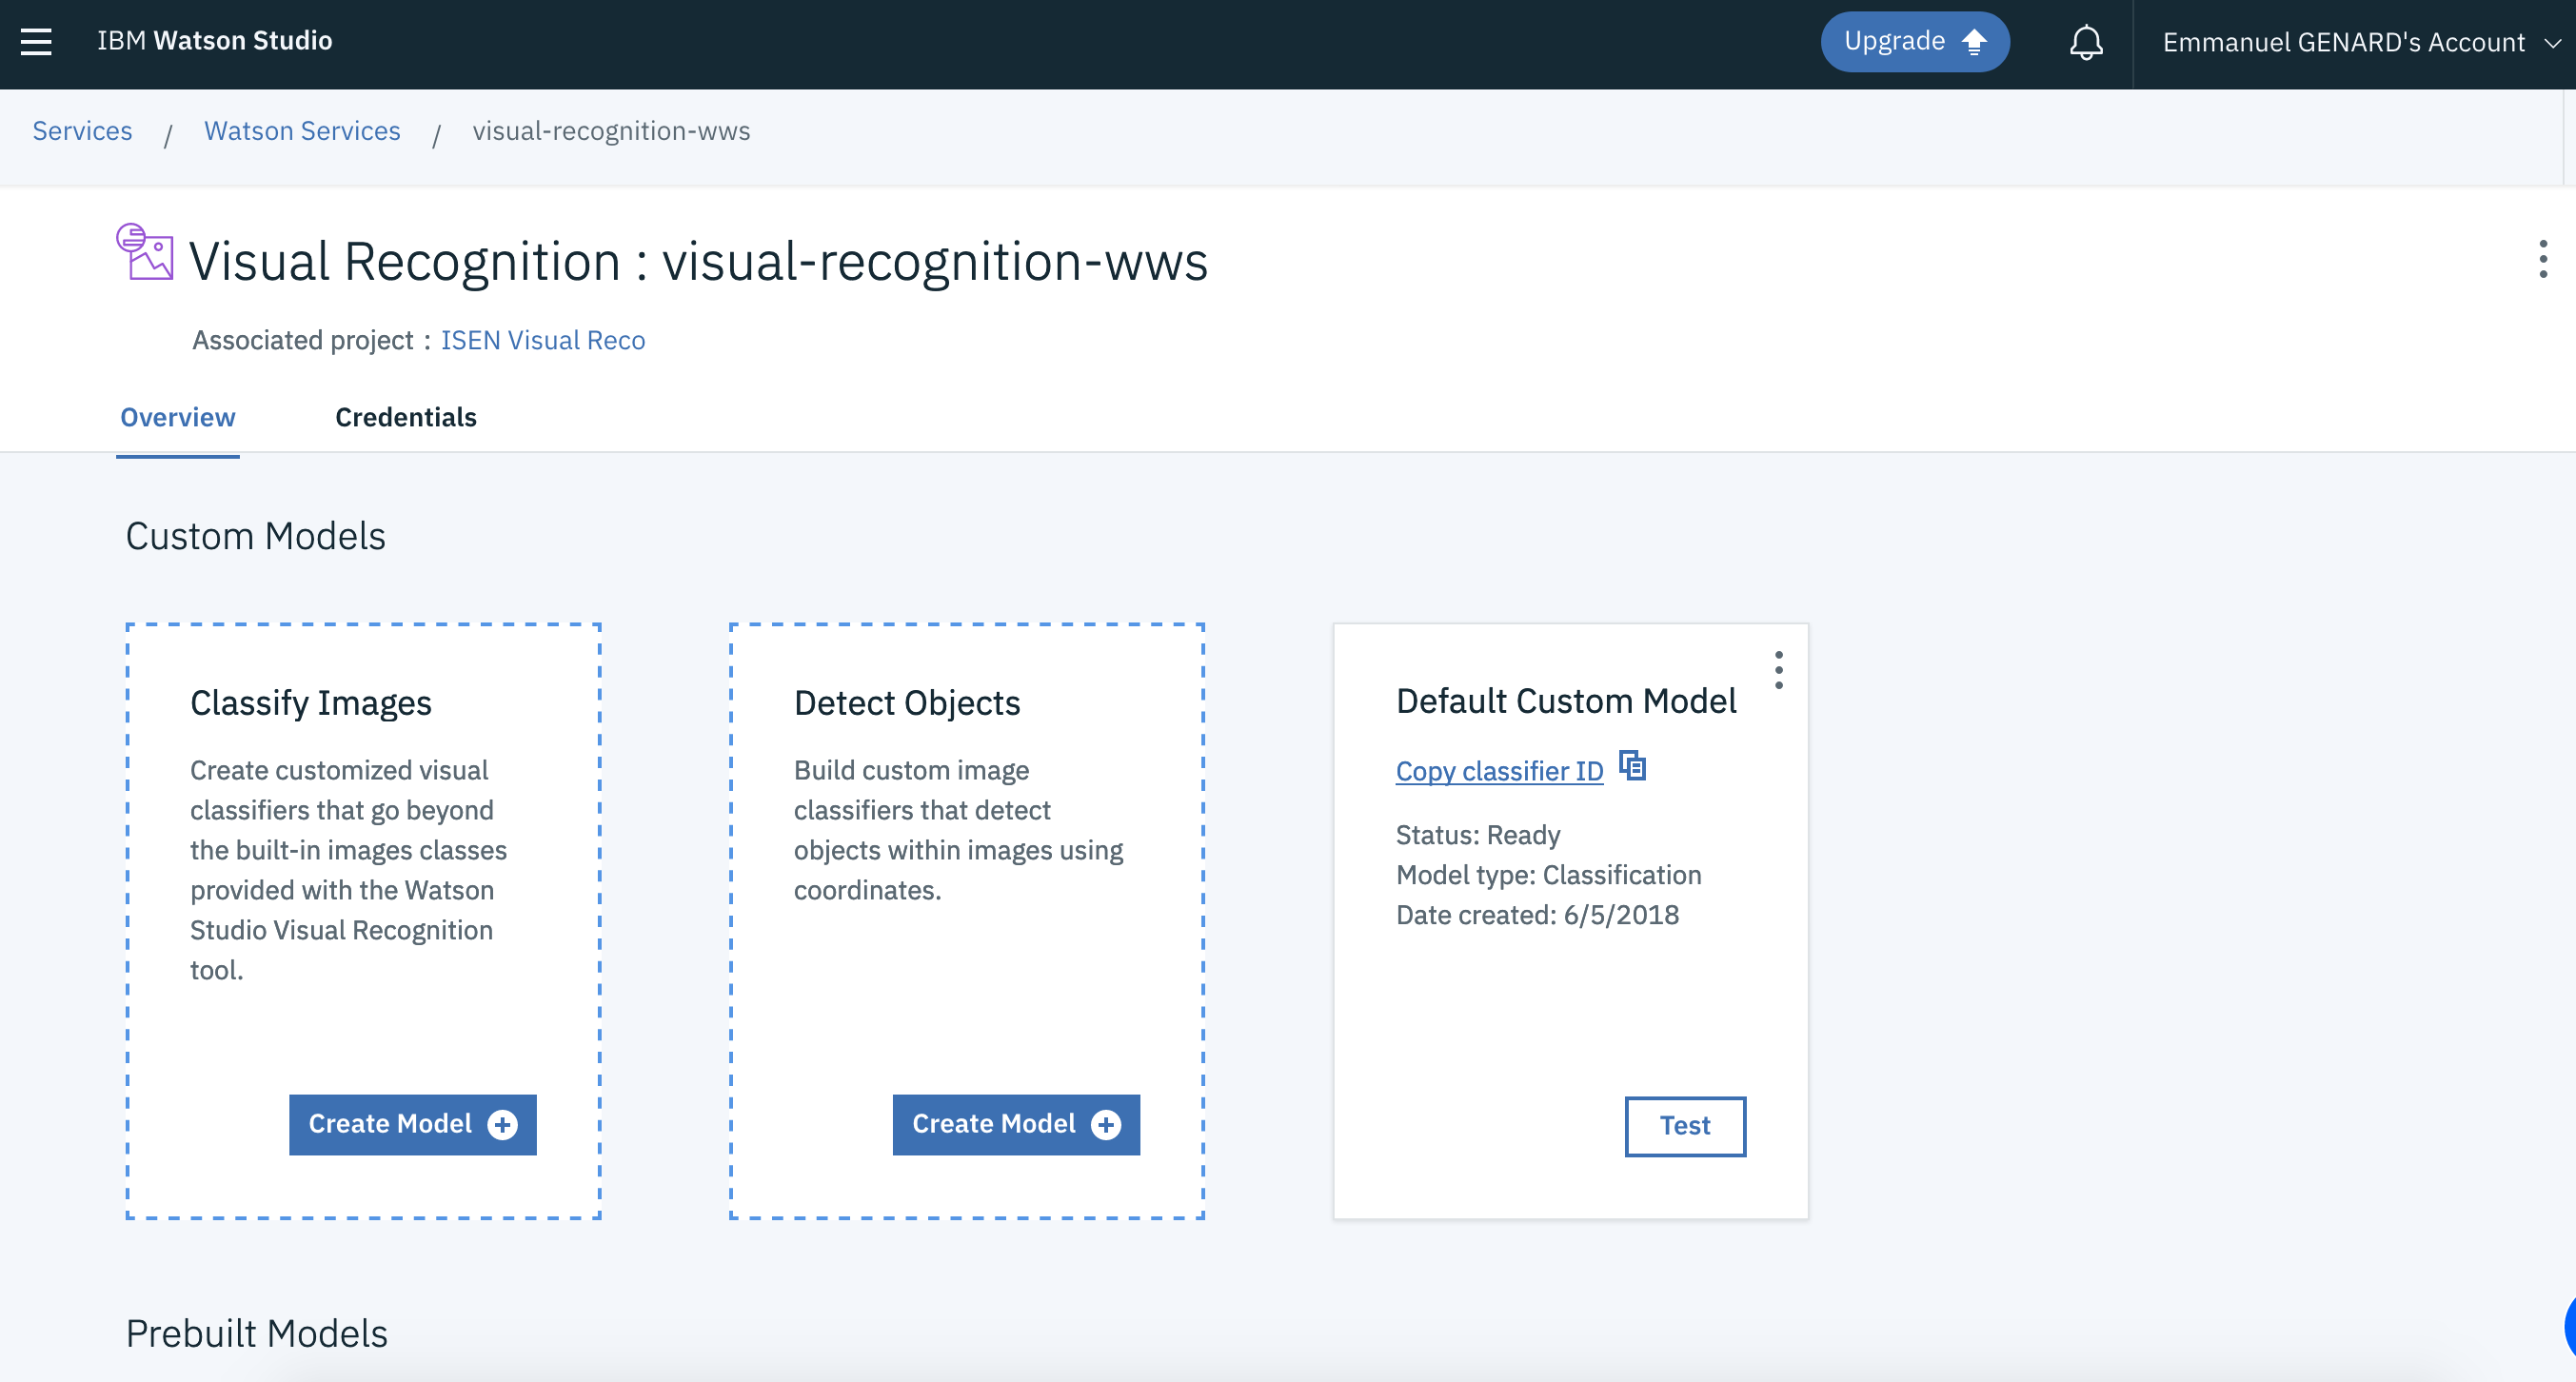 IBM Watson Studio
Upgrade
Emmanuel GENARD's Account
Services / Watson Services / visual-recognition-wws
Visual Recognition : visual-recognition-wws
Associated project : ISEN Visual Reco
Overview
Credentials
Custom Models
Classify Images
Create customized visual
classifiers that go beyond
the built-in images classes
provided with the Watson
Studio Visual Recognition
tool.
Create Model
Detect Objects
Build custom image
classifiers that detect
objects within images using
coordinates.
Create Model
Default Custom Model
Copy classifier ID
Status: Ready
Model type: Classification
Date created: 6/5/2018
Test
Prebuilt Models